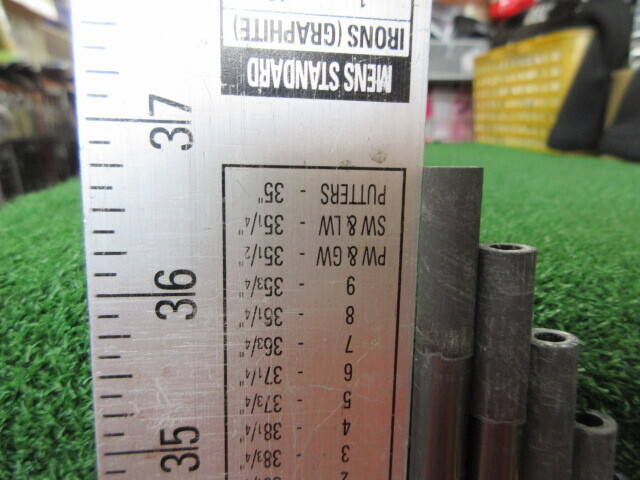 37
36
35
3 - 38 3/4"
4 - 38 1/4"
5 - 37 3/4"
6 - 37 1/4"
7 - 36 3/4"
8 - 36 1/4"
9 - 35 3/4"
PW & GW - 35 1/2"
SW & LW - 35 1/4"
PUTTERS - 35"
MENS STANDARD
IRONS (GRAPHITE)